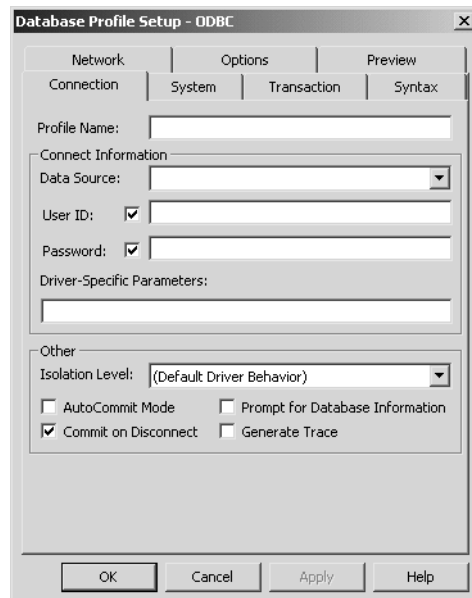 Database Profile Setup - ODBC
Network Options Preview
Connection System Transaction Syntax
Profile Name:
Connect Information
Data Source:
User ID:
Password:
Driver-Specific Parameters:
Other
Isolation Level: (Default Driver Behavior)
AutoCommit Mode Prompt for Database Information
Commit on Disconnect Generate Trace
OK Cancel Apply Help